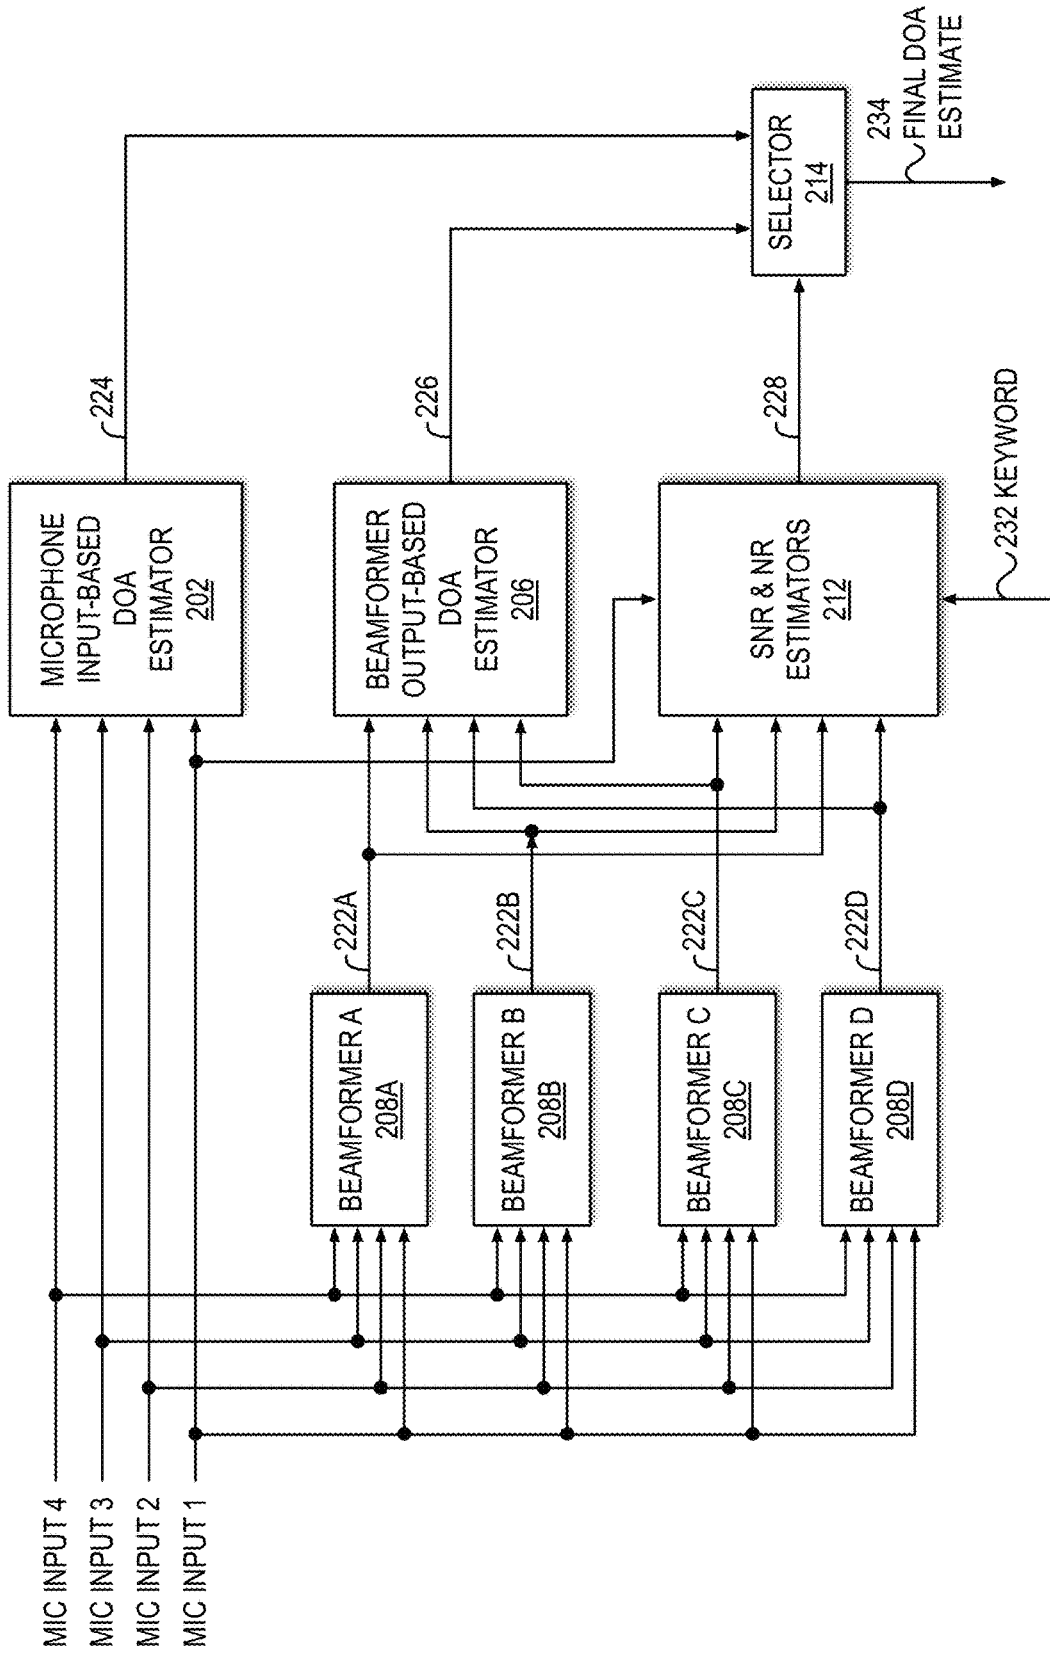 MIC INPUT 4
MIC INPUT 3
MIC INPUT 2
MIC INPUT 1
BEAMFORMER A
208A
BEAMFORMER B
208B
BEAMFORMER C
208C
BEAMFORMER D
208D
222A
222B
222C
222D
MICROPHONE
INPUT-BASED
DOA
ESTIMATOR
202
BEAMFORMER
OUTPUT-BASED
DOA
ESTIMATOR
206
SNR & NR
ESTIMATORS
212
232 KEYWORD
224
226
228
SELECTOR
214
234
FINAL DOA
ESTIMATE